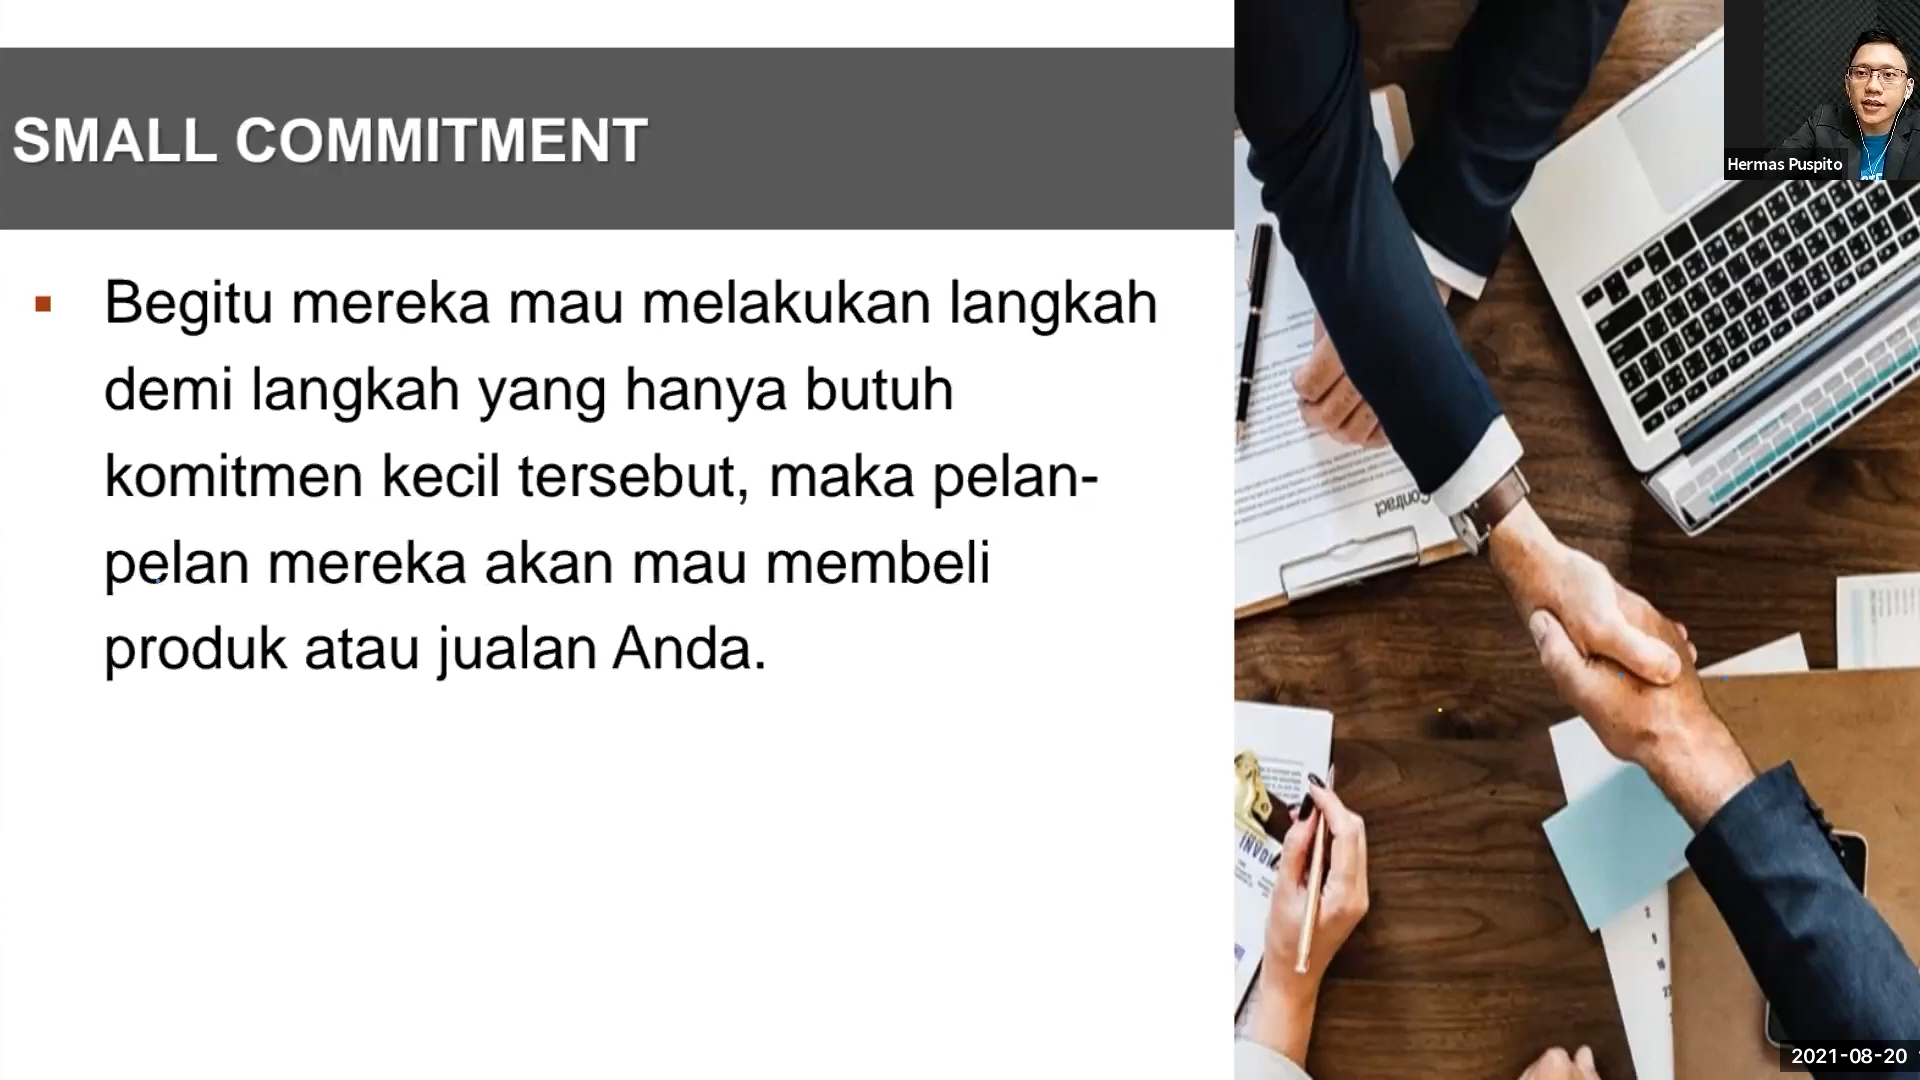 SMALL COMMITMENT
Hermas Puspito
▪ Begitu mereka mau melakukan langkah
demi langkah yang hanya butuh
komitmen kecil tersebut, maka pelan-
pelan mereka akan mau membeli
produk atau jualan Anda.
Contract
2021-08-20